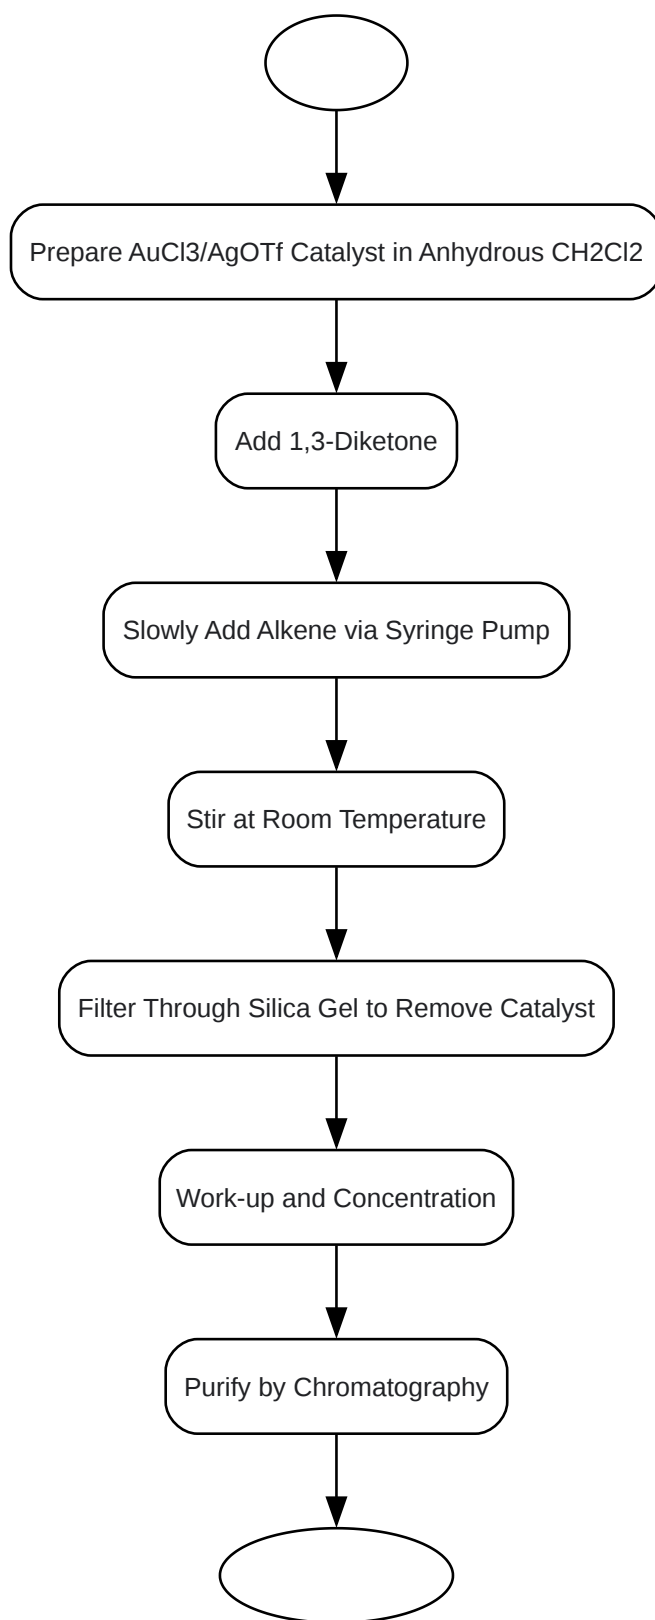 Prepare AuCl3/AgOTf Catalyst in Anhydrous CH2Cl2
Add 1,3-Diketone
Slowly Add Alkene via Syringe Pump
Stir at Room Temperature
Filter Through Silica Gel to Remove Catalyst
Work-up and Concentration
Purify by Chromatography